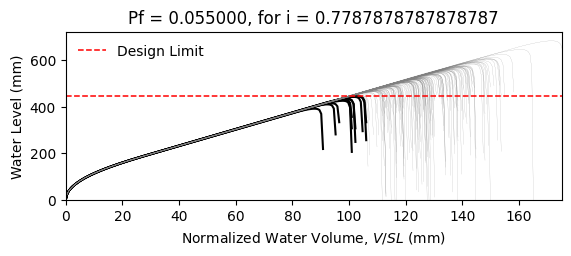 Pf = 0.055000, for i = 0.7787878787878787
Water Level (mm)
600
400
200
0
Design Limit
0 20 40 60 80 100 120 140 160
Normalized Water Volume, V/SL (mm)